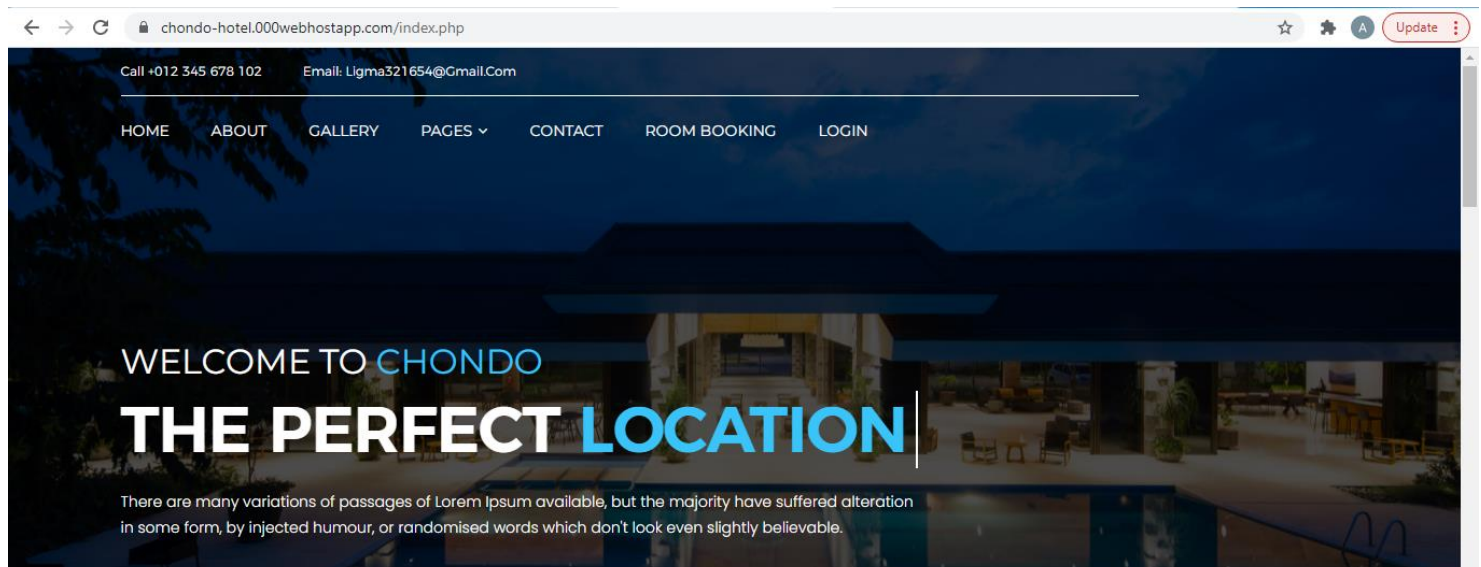 chondo-hotel.000webhostapp.com/index.php
A
Update
Call +012 345 678 102 Email: Ligma321654@Gmail.Com
HOME ABOUT GALLERY PAGES CONTACT ROOM BOOKING LOGIN
WELCOME TO CHONDO
THE PERFECT LOCATION
There are many variations of passages of Lorem Ipsum available, but the majority have suffered alteration
in some form, by injected humour, or randomised words which don't look even slightly believable.